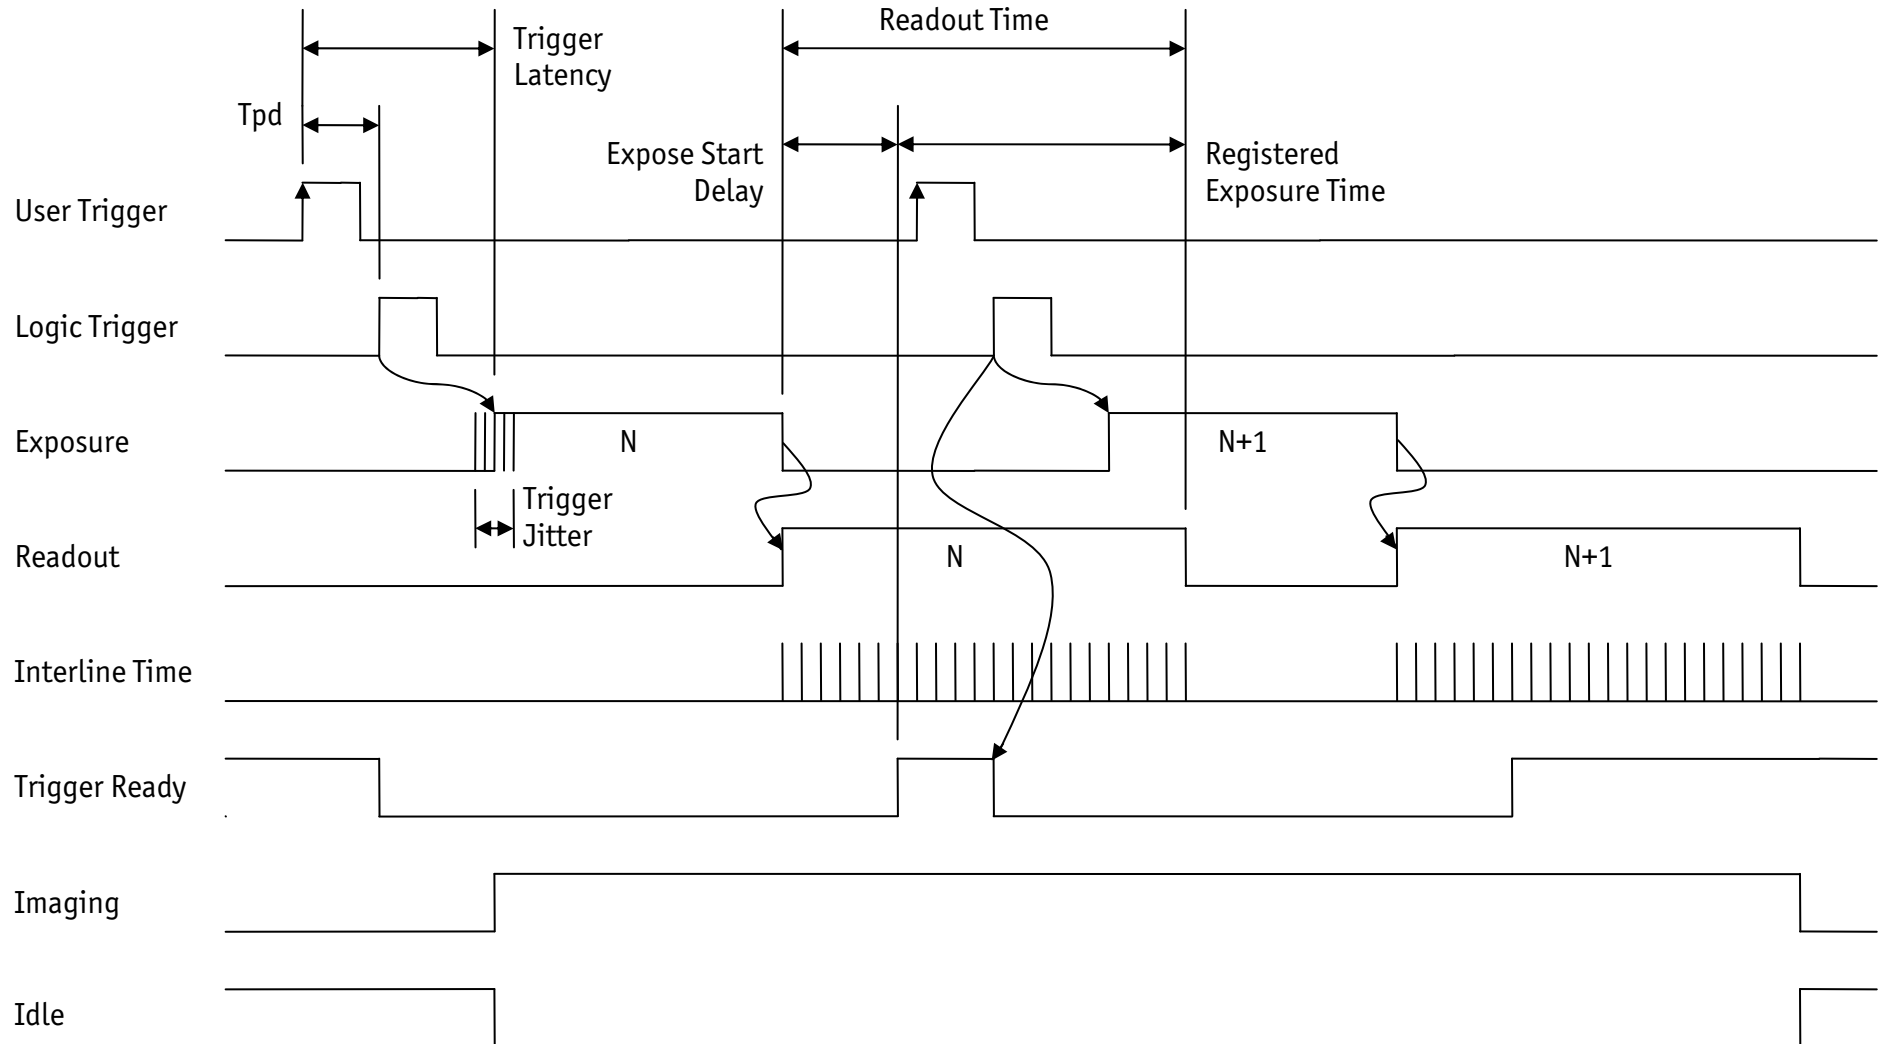 Readout Time
Trigger
Latency
Tpd
Expose Start
Delay
Registered
Exposure Time
User Trigger
Logic Trigger
Exposure
N
N+1
Trigger
Jitter
Readout
N
N+1
Interline Time
Trigger Ready
Imaging
Idle